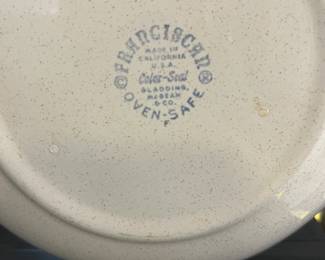 ® FRANCISCAN ®
MADE IN
CALIFORNIA
U.S.A.
Color-Seal
GLADDING,
McBEAN
& CO.
OVEN-SAFE
F